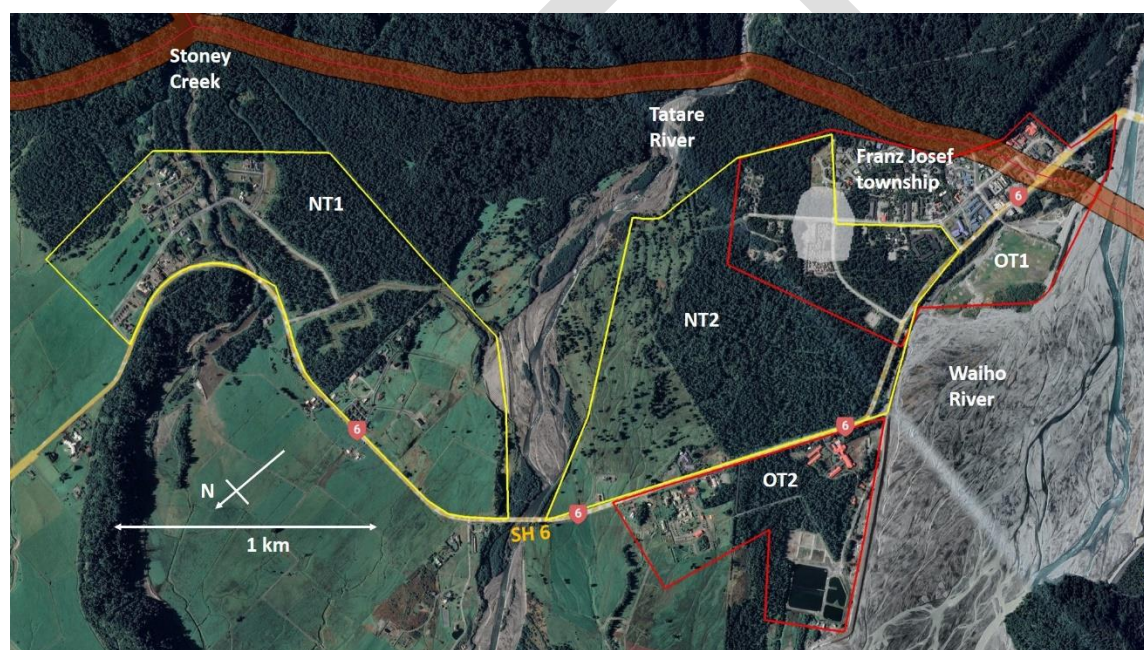 Stoney
Creek
Tatare
River
Franz Josef
township
6
NT1
OT1
NT2
Waiho
River
6
6
N
OT2
6
SH 6
1 km